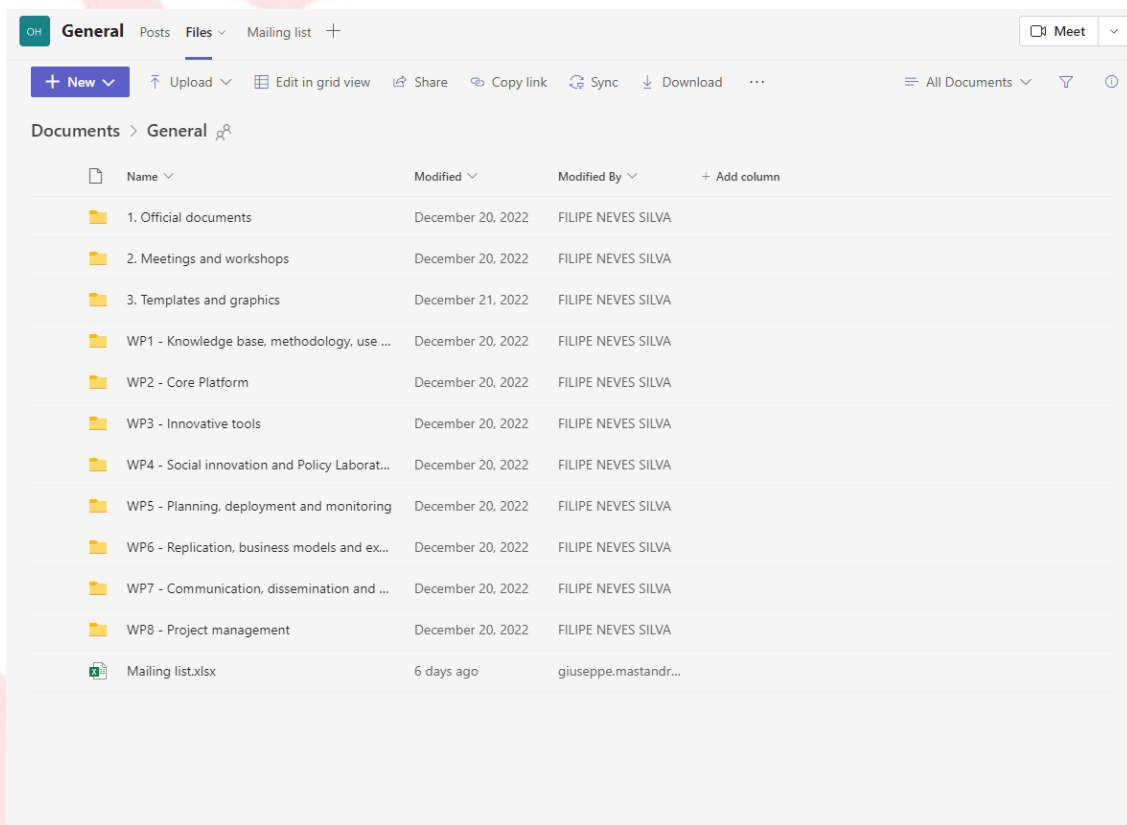 OH General Posts Files Mailing list Meet
New Upload Edit in grid view Share Copy link Sync Download ... All Documents
Documents > General
Name Modified Modified By + Add column
1. Official documents December 20, 2022 FILIPE NEVES SILVA
2. Meetings and workshops December 20, 2022 FILIPE NEVES SILVA
3. Templates and graphics December 21, 2022 FILIPE NEVES SILVA
WP1 - Knowledge base, methodology, use ... December 20, 2022 FILIPE NEVES SILVA
WP2 - Core Platform December 20, 2022 FILIPE NEVES SILVA
WP3 - Innovative tools December 20, 2022 FILIPE NEVES SILVA
WP4 - Social innovation and Policy Laborat... December 20, 2022 FILIPE NEVES SILVA
WP5 - Planning, deployment and monitoring December 20, 2022 FILIPE NEVES SILVA
WP6 - Replication, business models and ex... December 20, 2022 FILIPE NEVES SILVA
WP7 - Communication, dissemination and ... December 20, 2022 FILIPE NEVES SILVA
WP8 - Project management December 20, 2022 FILIPE NEVES SILVA
Mailing list.xlsx 6 days ago giuseppe.mastandr...